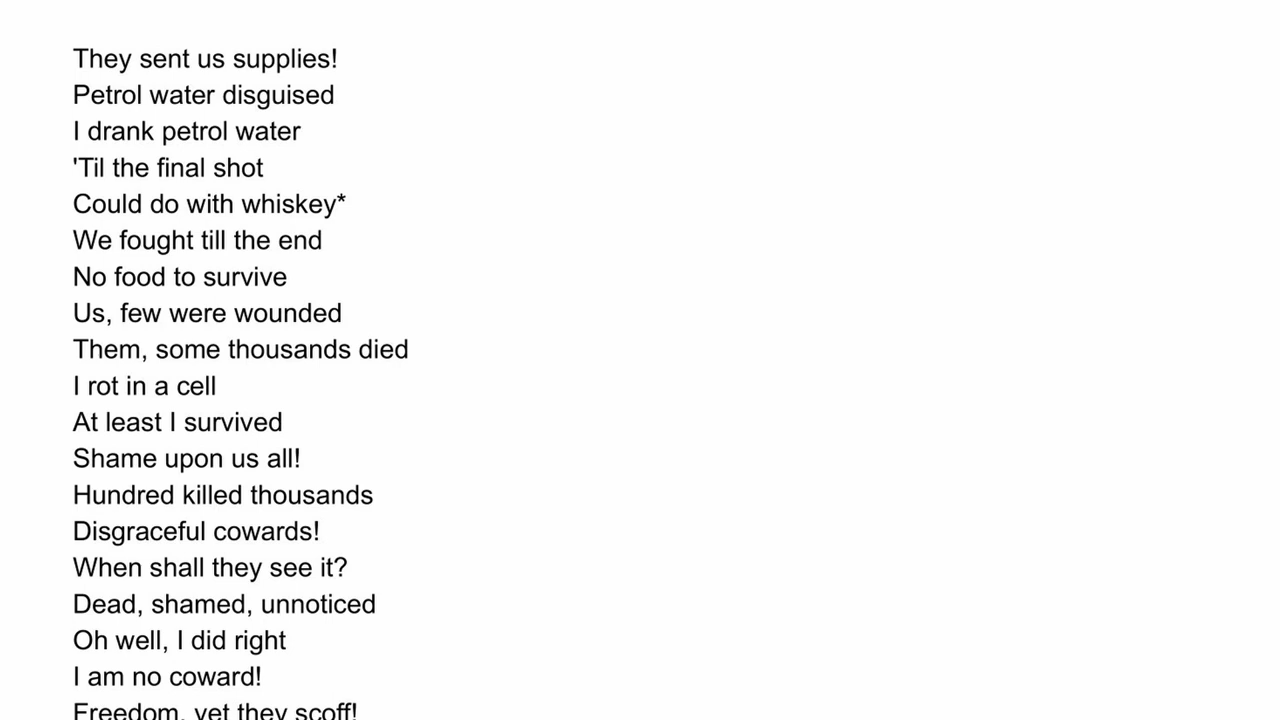 They sent us supplies!
Petrol water disguised
I drank petrol water
'Til the final shot
Could do with whiskey*
We fought till the end
No food to survive
Us, few were wounded
Them, some thousands died
I rot in a cell
At least I survived
Shame upon us all!
Hundred killed thousands
Disgraceful cowards!
When shall they see it?
Dead, shamed, unnoticed
Oh well, I did right
I am no coward!
Freedom, yet they scoff!